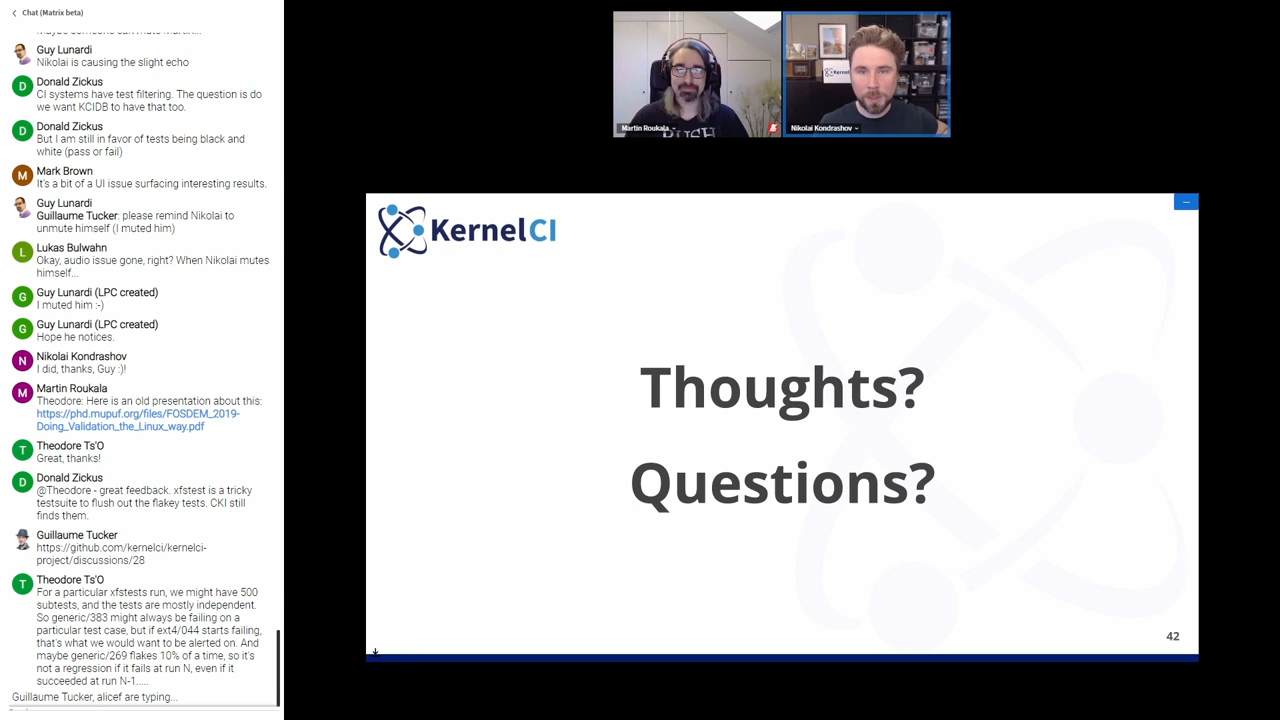 Chat (Matrix beta)
Guy Lunardi
Nikolai is causing the slight echo
Donald Zickus
CI systems have test filtering. The question is do
we want KCIDB to have that too.
Donald Zickus
But I am still in favor of tests being black and
white (pass or fail)
Mark Brown
It's a bit of a UI issue surfacing interesting results.
Guy Lunardi
Guillaume Tucker: please remind Nikolai to
unmute himself (I muted him)
Lukas Bulwahn
Okay, audio issue gone, right? When Nikolai mutes
himself...
Guy Lunardi (LPC created)
I muted him :-)
Guy Lunardi (LPC created)
Hope he notices.
Nikolai Kondrashov
I did, thanks, Guy :)!
Martin Roukala
Theodore: Here is an old presentation about this:
https://phd.mupuf.org/files/FOSDEM_2019-
Doing_Validation_the_Linux_way.pdf
Theodore Ts'O
Great, thanks!
Donald Zickus
@Theodore - great feedback. xfstest is a tricky
testsuite to flush out the flakey tests. CKI still
finds them.
Guillaume Tucker
https://github.com/kernelci/kernelci-
project/discussions/28
Theodore Ts'O
For a particular xfstests run, we might have 500
subtests, and the tests are mostly independent.
So generic/383 might always be failing on a
particular test case, but if ext4/044 starts failing,
that's what we would want to be alerted on. And
maybe generic/269 flakes 10% of a time, so it's
not a regression if it fails at run N, even if it
succeeded at run N-1.....
Guillaume Tucker, alicef are typing...
Martin Roukala
Nikolai Kondrashov
KernelCI
Thoughts?
Questions?
42